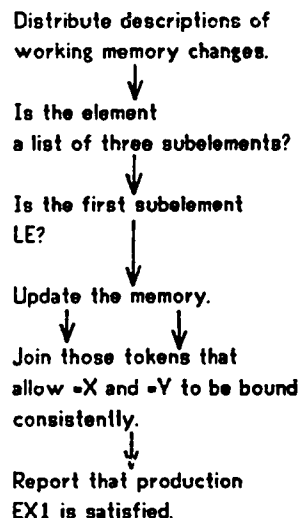 Distribute descriptions of
working memory changes.
Is the element
a list of three subelements?
Is the first subelement
LE?
Update the memory.
Join those tokens that
allow =X and =Y to be bound
consistently.
Report that production
EX1 is satisfied.